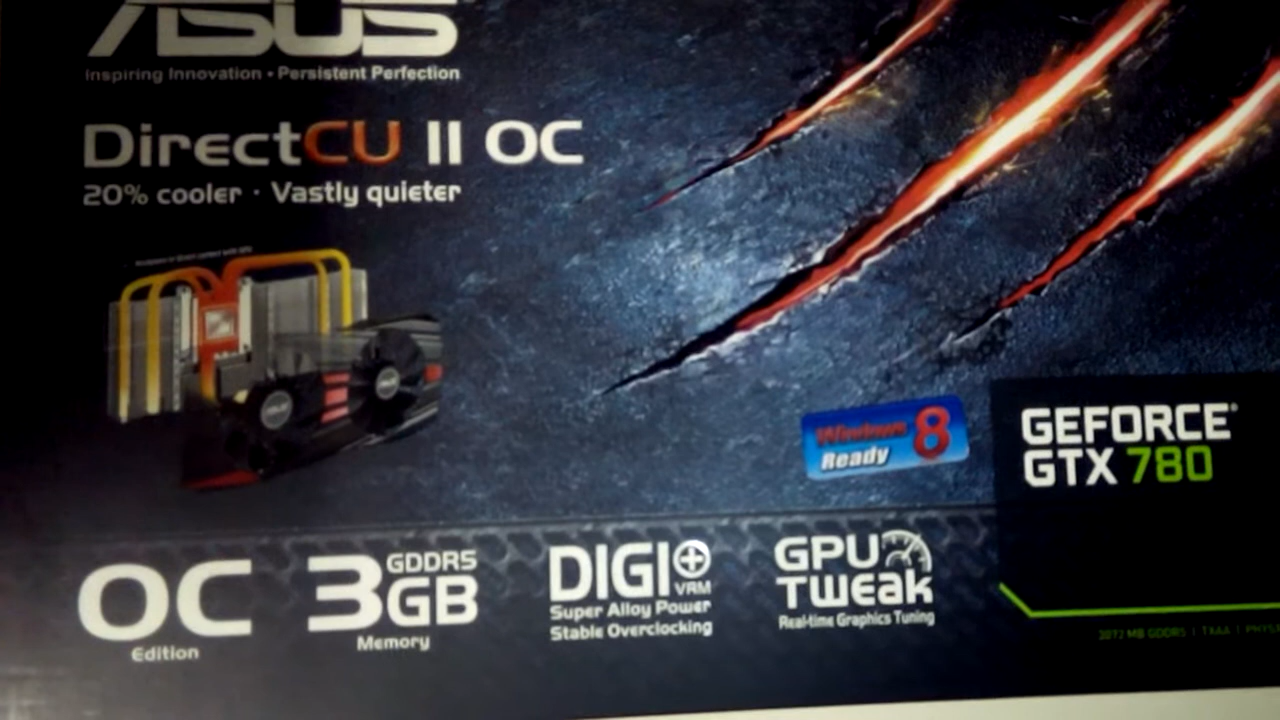 ASUS
Inspiring Innovation • Persistent Perfection
DirectCU II OC
20% cooler · Vastly quieter
Windows 8
Ready
GEFORCE®
GTX 780
OC
Edition
3GB GDDR5
Memory
DIGI+ VRM
Super Alloy Power
Stable Overclocking
GPU
Tweak
Real-time Graphics Tuning
3072 MB GDDR5 | TXAA |